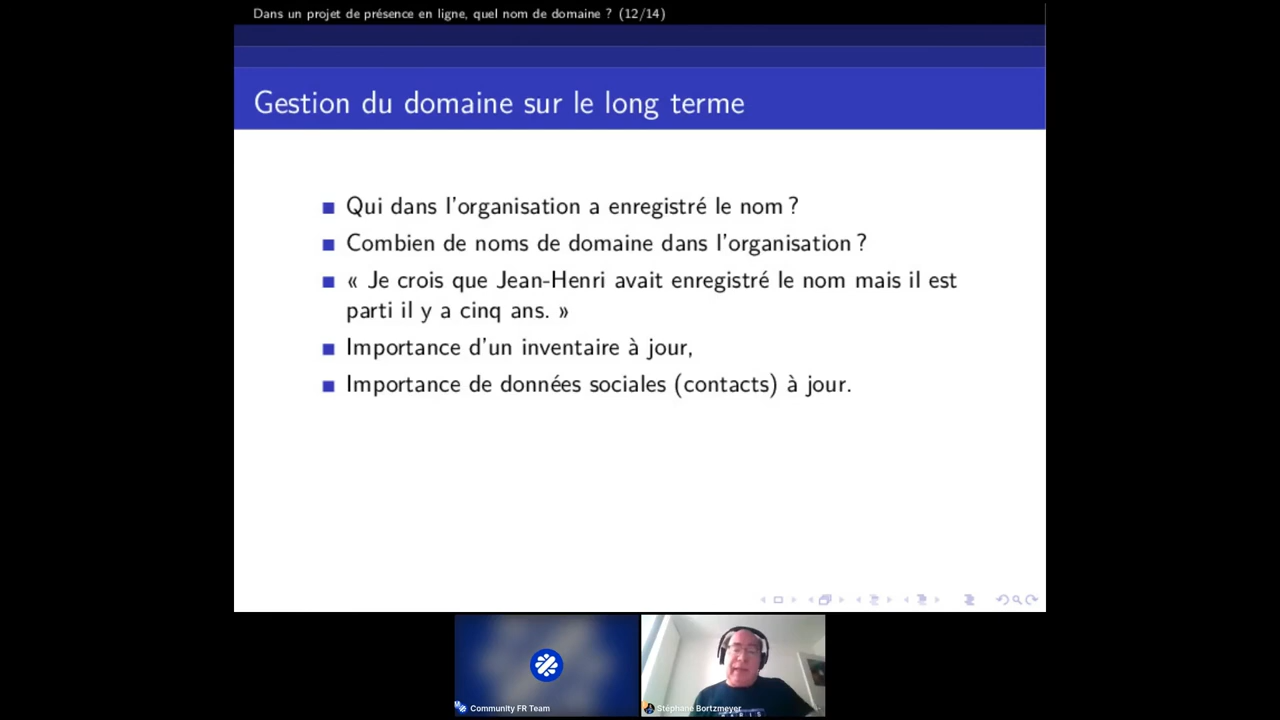 Dans un projet de présence en ligne, quel nom de domaine ? (12/14)
Gestion du domaine sur le long terme
Qui dans l'organisation a enregistré le nom ?
Combien de noms de domaine dans l'organisation ?
« Je crois que Jean-Henri avait enregistré le nom mais il est
parti il y a cinq ans. »
Importance d'un inventaire à jour,
Importance de données sociales (contacts) à jour.
Community FR Team
Stéphane Bortzmeyer